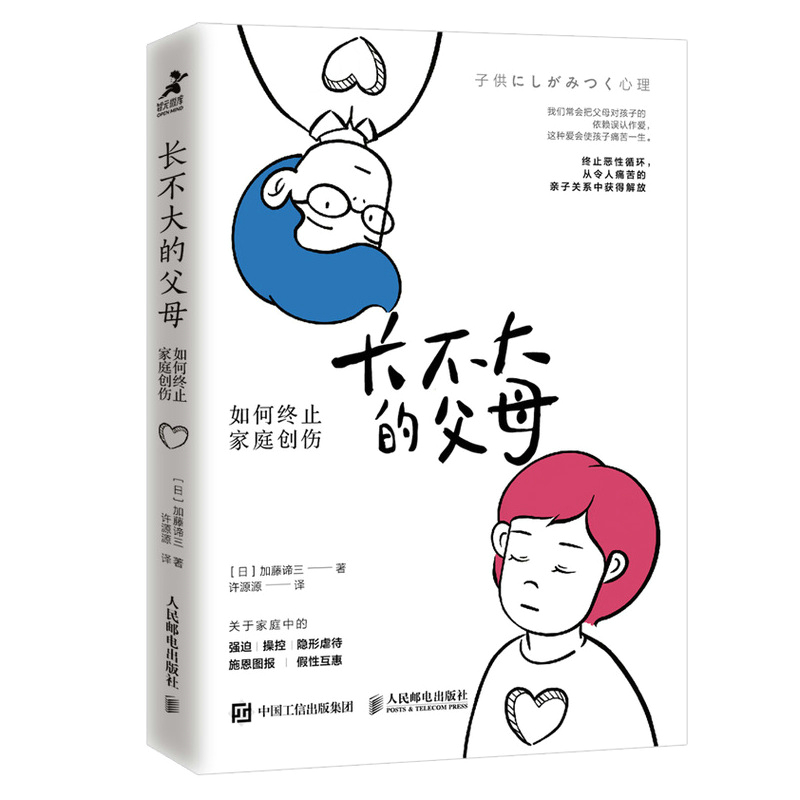 智元微库
OPEN MIND
长不大的父母
如何终止
家庭创伤
[日]加藤谛三 著
许源源 译
人民邮电出版社
子供にしがみつく心理
我们常会把父母对孩子的
依赖误认作爱，
这种爱会使孩子痛苦一生。
终止恶性循环，
从令人痛苦的
亲子关系中获得解放
长不大
的父母
如何终止
家庭创伤
[日]加藤谛三——著
许源源——译
关于家庭中的
强迫|操控|隐形虐待
施恩图报|假性互惠
中国工信出版集团
人民邮电出版社
POSTS & TELECOM PRESS